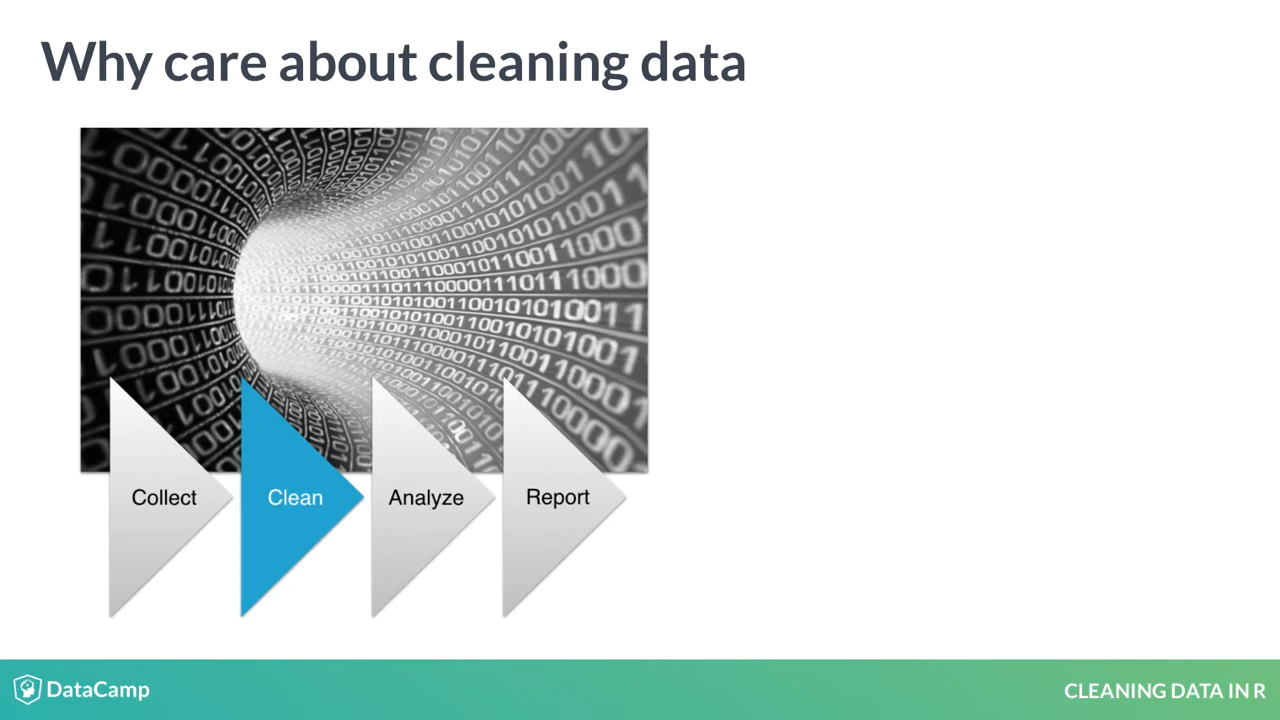 Why care about cleaning data
Collect
Clean
Analyze
Report
DataCamp
CLEANING DATA IN R